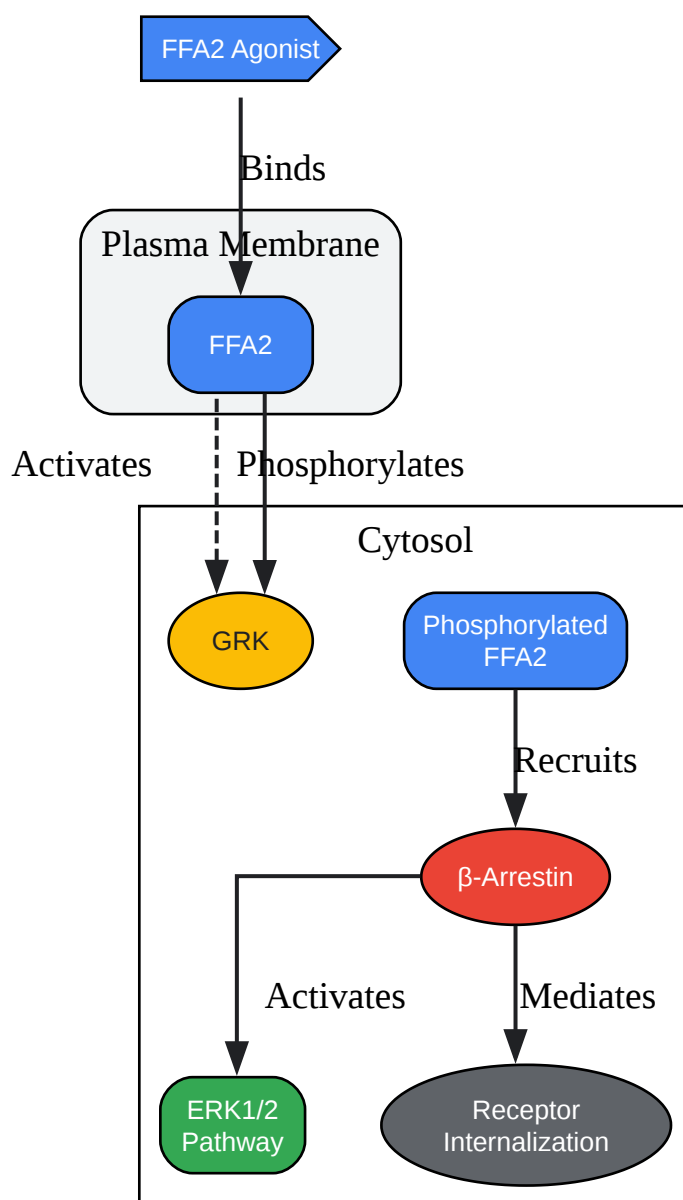 FFA2 Agonist
Binds
Plasma Membrane
FFA2
Activates
Phosphorylates
Cytosol
GRK
Phosphorylated
FFA2
Recruits
β-Arrestin
Activates
Mediates
ERK1/2
Pathway
Receptor
Internalization